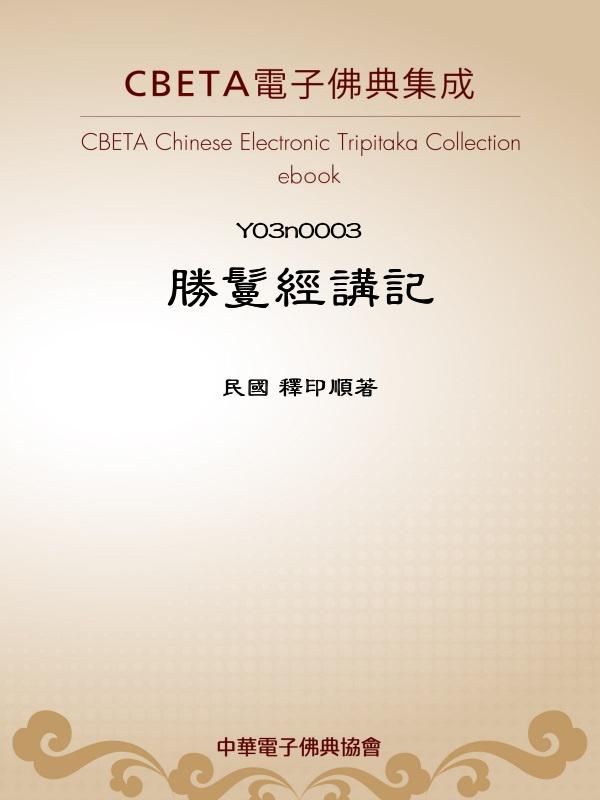 CBETA電子佛典集成
CBETA Chinese Electronic Tripitaka Collection
ebook
Y03n0003
勝鬘經講記
民國 釋印順著
中華電子佛典協會